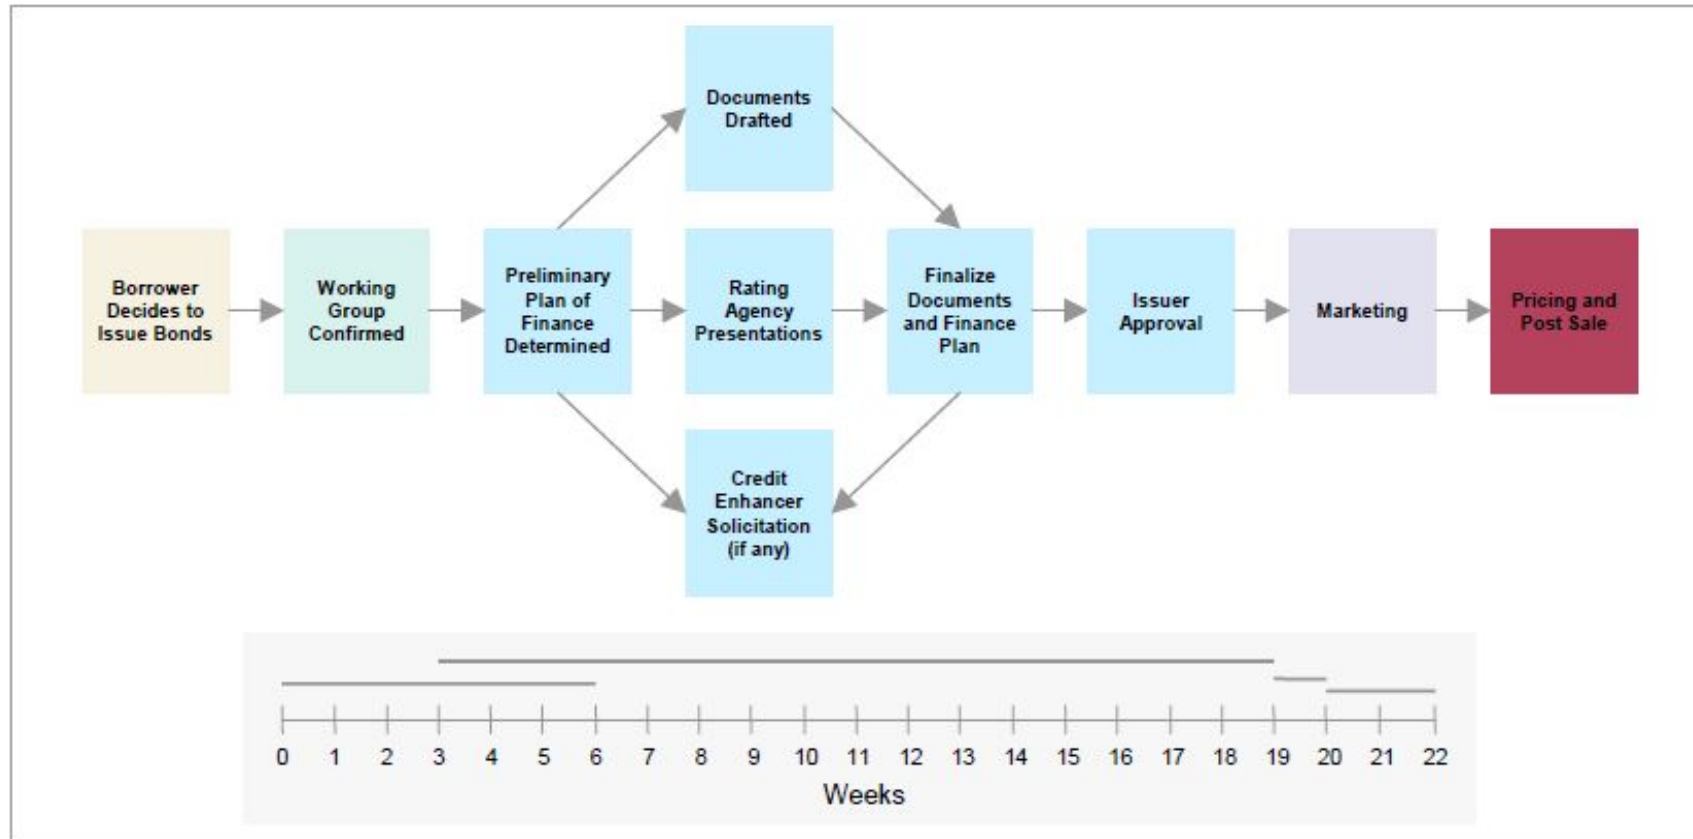 Documents
Drafted
Borrower
Decides to
Issue Bonds
Working
Group
Confirmed
Preliminary
Plan of
Finance
Determined
Rating
Agency
Presentations
Finalize
Documents
and Finance
Plan
Issuer
Approval
Marketing
Pricing and
Post Sale
Credit
Enhancer
Solicitation
(if any)
0 1 2 3 4 5 6 7 8 9 10 11 12 13 14 15 16 17 18 19 20 21 22
Weeks